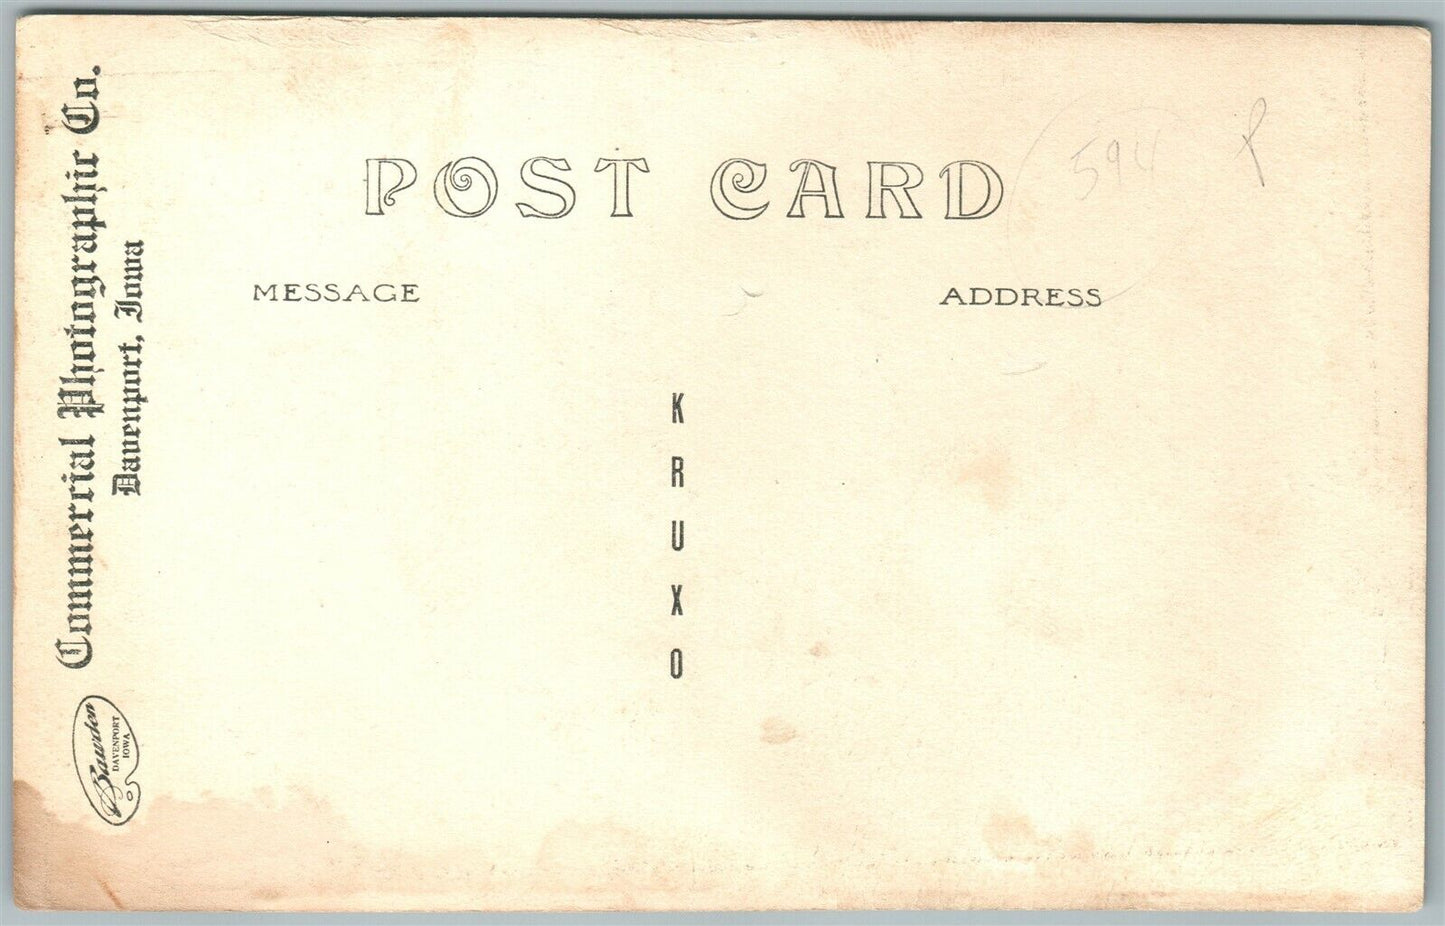 POST CARD
MESSAGE
ADDRESS
K
R
U
X
O
Commercial Photographic Co.
Davenport, Iowa
Bawden
DAVENPORT
IOWA
594
P